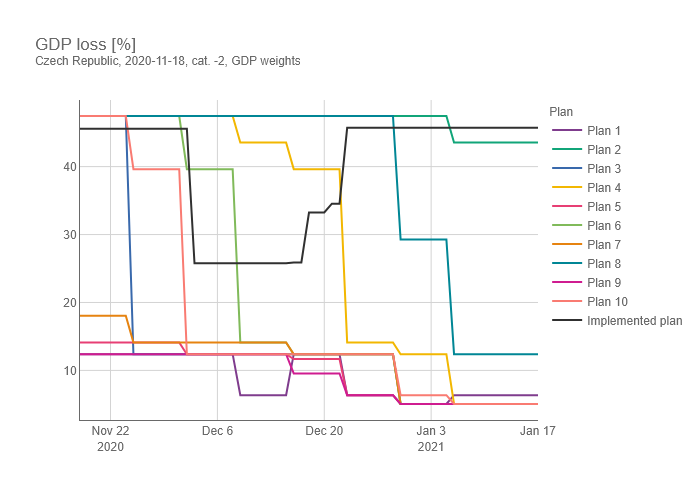 GDP loss [%]
Czech Republic, 2020-11-18, cat. -2, GDP weights
Plan
Plan 1
Plan 2
Plan 3
Plan 4
Plan 5
Plan 6
Plan 7
Plan 8
Plan 9
Plan 10
Implemented plan
40
30
20
10
Nov 22 Dec 6 Dec 20 Jan 3 Jan 17
2020 2021